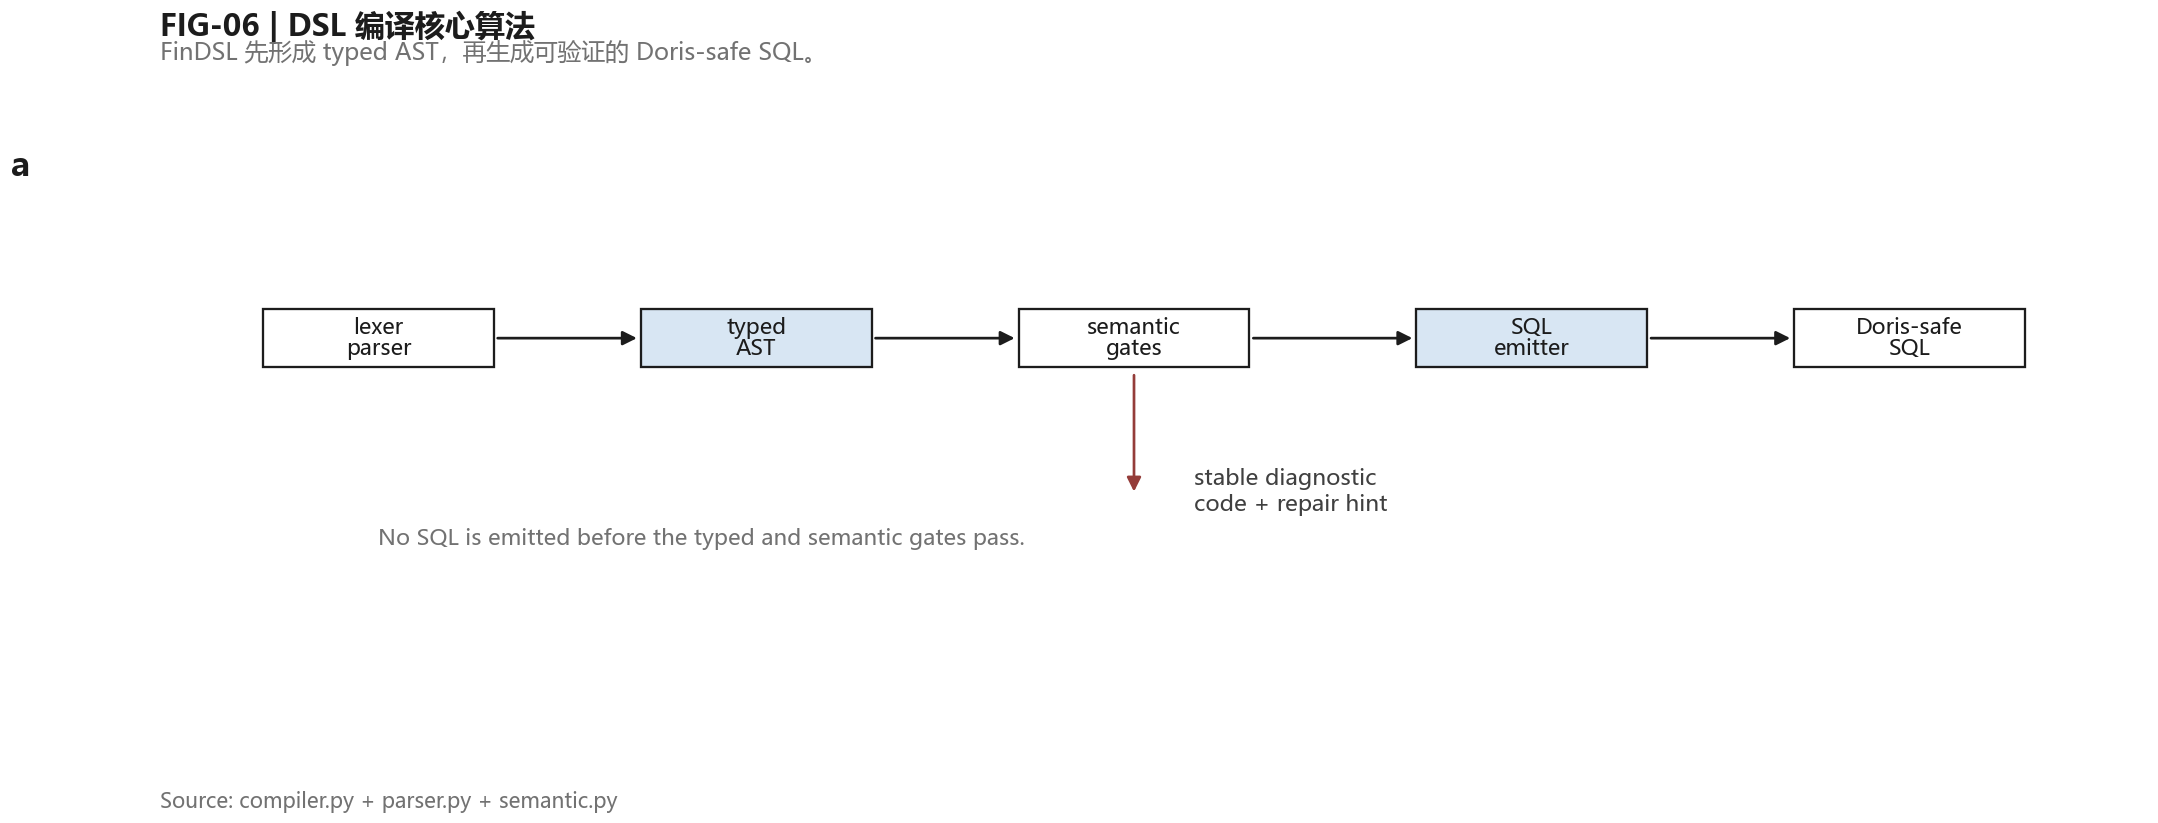 FIG-06 | DSL 编译核心算法
FinDSL 先形成 typed AST，再生成可验证的 Doris-safe SQL。
a
lexer
parser
typed
AST
semantic
gates
SQL
emitter
Doris-safe
SQL
stable diagnostic
code + repair hint
No SQL is emitted before the typed and semantic gates pass.
Source: compiler.py + parser.py + semantic.py